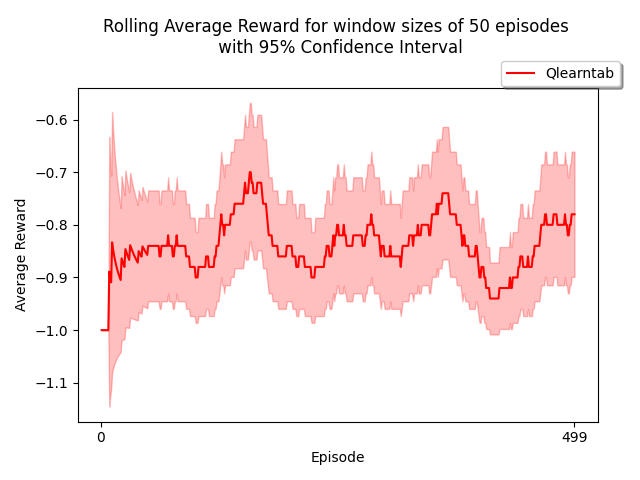 Rolling Average Reward for window sizes of 50 episodes
with 95% Confidence Interval
Qlearntab
−0.6
−0.7
−0.8
−0.9
−1.0
−1.1
Average Reward
0
499
Episode